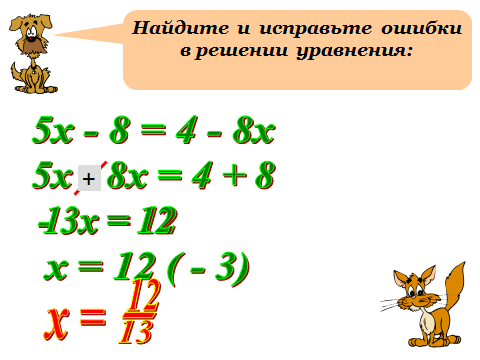 Найдите и исправьте ошибки
в решении уравнения:
5x - 8 = 4 - 8x
5x + 8x = 4 + 8
-13x = 12
x = 12 ( - 3)
x = 12/13